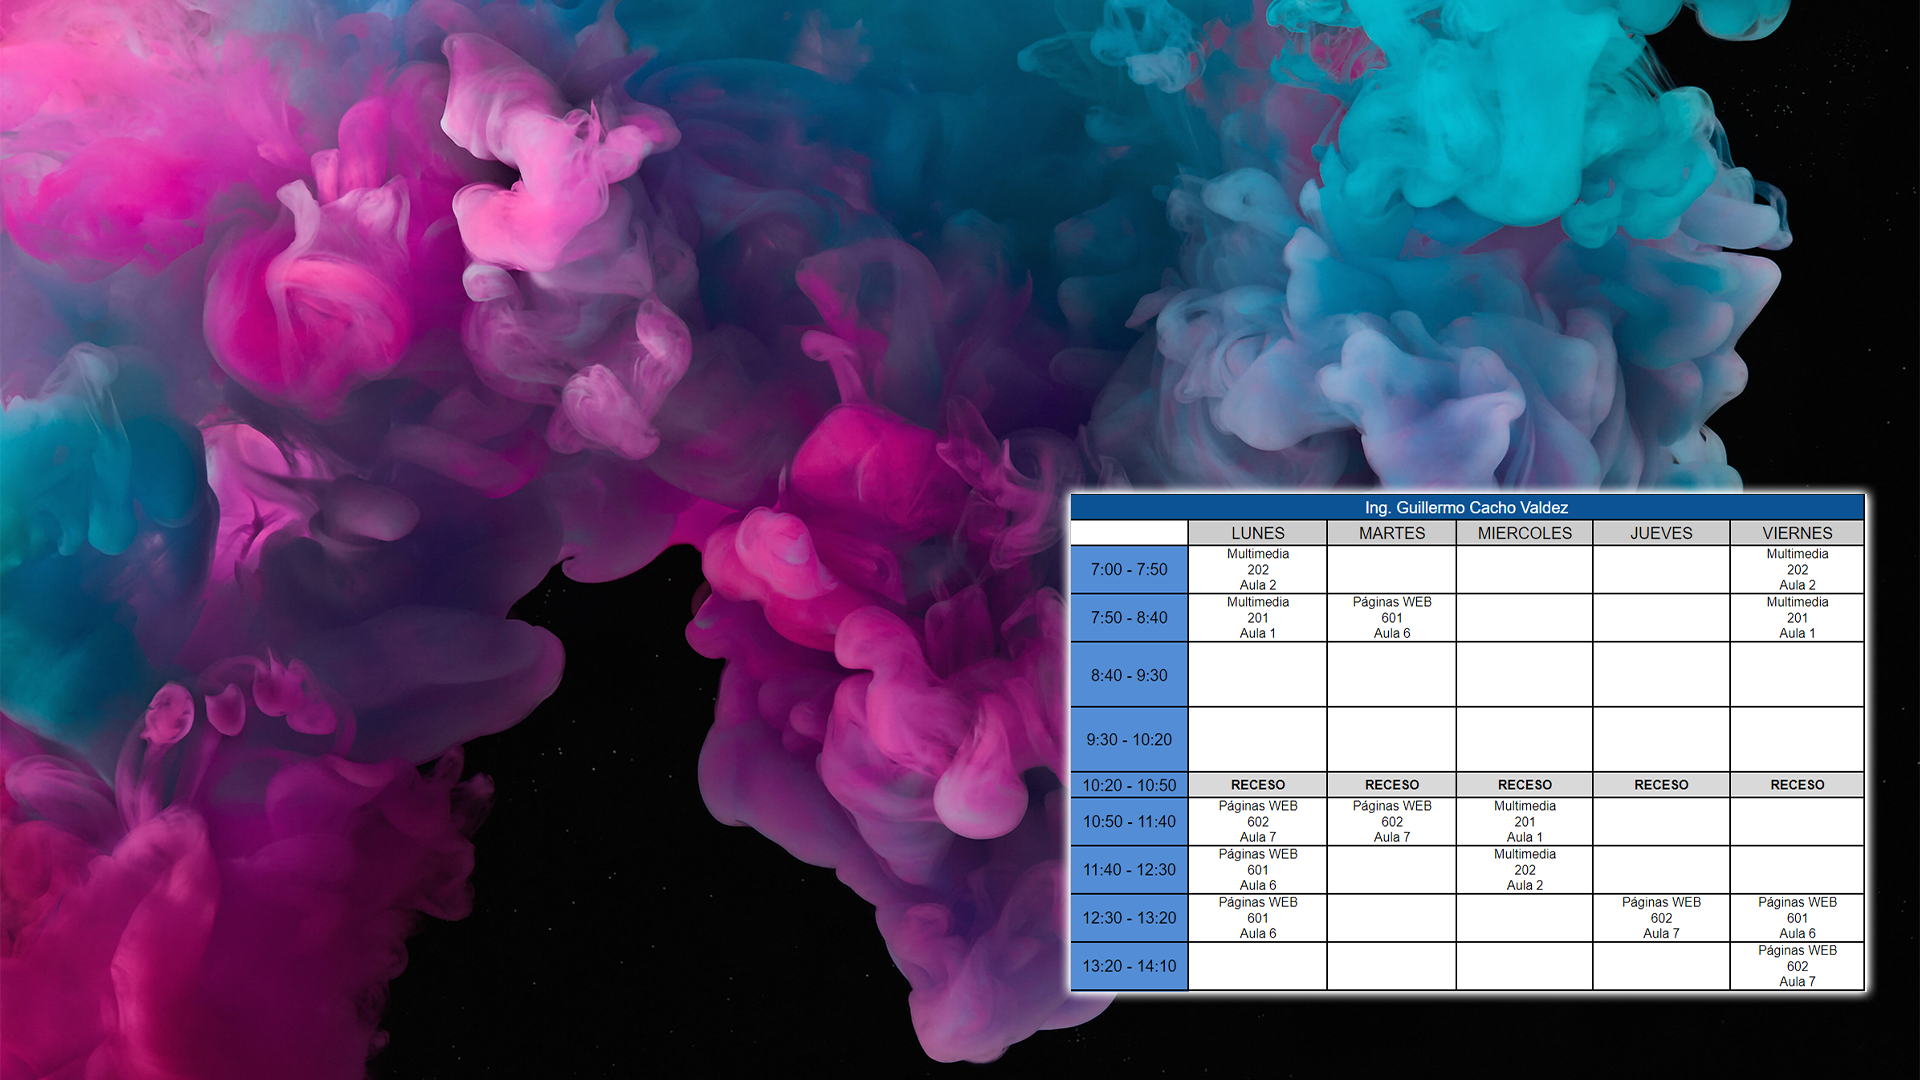 Ing. Guillermo Cacho Valdez
LUNES MARTES MIERCOLES JUEVES VIERNES
7:00 - 7:50
Multimedia
202
Aula 2
Multimedia
202
Aula 2
7:50 - 8:40
Multimedia
201
Aula 1
Páginas WEB
601
Aula 6
Multimedia
201
Aula 1
8:40 - 9:30
9:30 - 10:20
10:20 - 10:50 RECESO RECESO RECESO RECESO RECESO
10:50 - 11:40
Páginas WEB
602
Aula 7
Páginas WEB
602
Aula 7
Multimedia
201
Aula 1
11:40 - 12:30
Páginas WEB
601
Aula 6
Multimedia
202
Aula 2
12:30 - 13:20
Páginas WEB
601
Aula 6
Páginas WEB
602
Aula 7
Páginas WEB
601
Aula 6
13:20 - 14:10
Páginas WEB
602
Aula 7